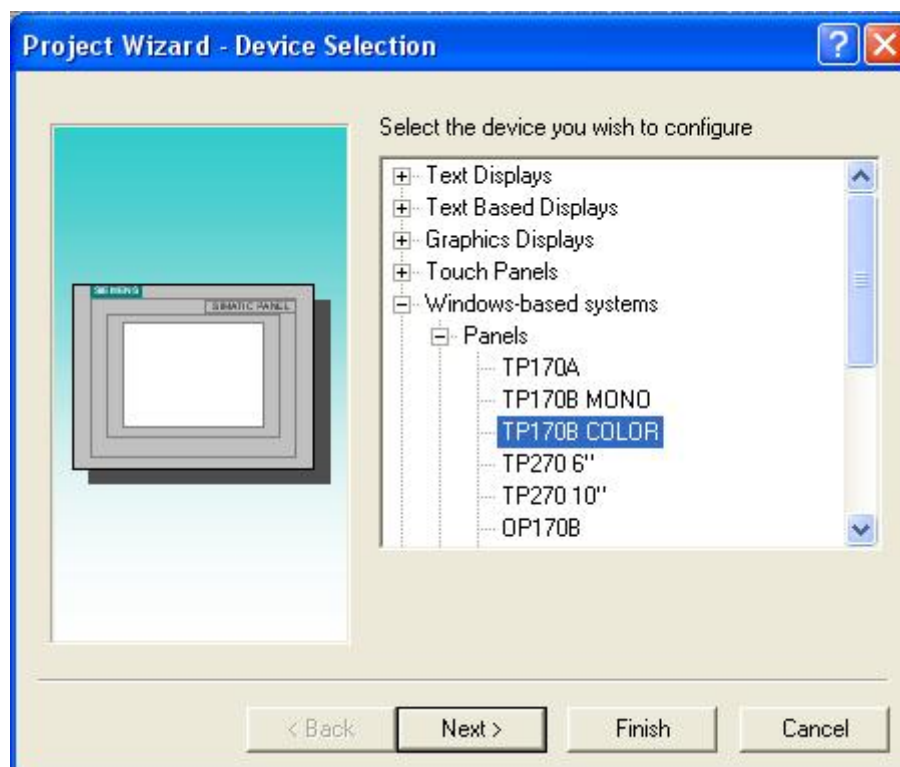 Project Wizard - Device Selection
Select the device you wish to configure
Text Displays
Text Based Displays
Graphics Displays
Touch Panels
Windows-based systems
Panels
TP170A
TP170B MONO
TP170B COLOR
TP270 6''
TP270 10''
OP170B
SIEMENS
SIMATIC PANEL
< Back
Next >
Finish
Cancel